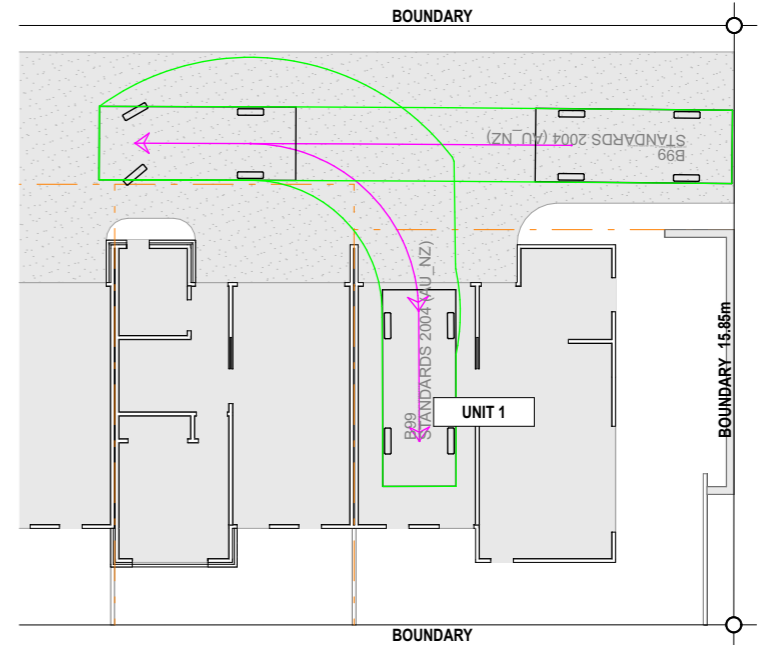 BOUNDARY
B99
STANDARDS 2004 (AU_NZ)
B99
STANDARDS 2004 (AU_NZ)
UNIT 1
BOUNDARY 15.85m
BOUNDARY